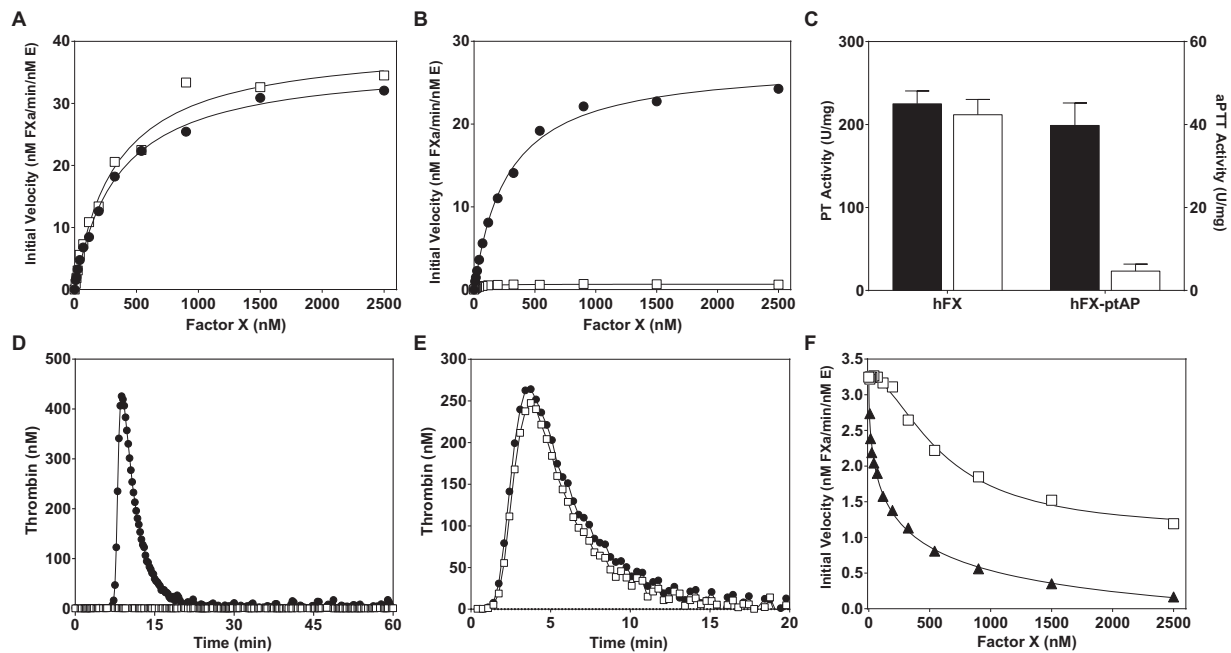 A
Initial Velocity (nM FXa/min/nM E)
40
30
20
10
0
0 500 1000 1500 2000 2500
Factor X (nM)
B
Initial Velocity (nM FXa/min/nM E)
30
20
10
0
0 500 1000 1500 2000 2500
Factor X (nM)
C
PT Activity (U/mg)
300
200
100
0
60
40
20
0
aPTT Activity (U/mg)
hFX hFX-ptAP
D
Thrombin (nM)
500
400
300
200
100
0
0 15 30 45 60
Time (min)
E
Thrombin (nM)
300
250
200
150
100
50
0
0 5 10 15 20
Time (min)
F
Initial Velocity (nM FXa/min/nM E)
3.5
3.0
2.5
2.0
1.5
1.0
0.5
0.0
0 500 1000 1500 2000 2500
Factor X (nM)